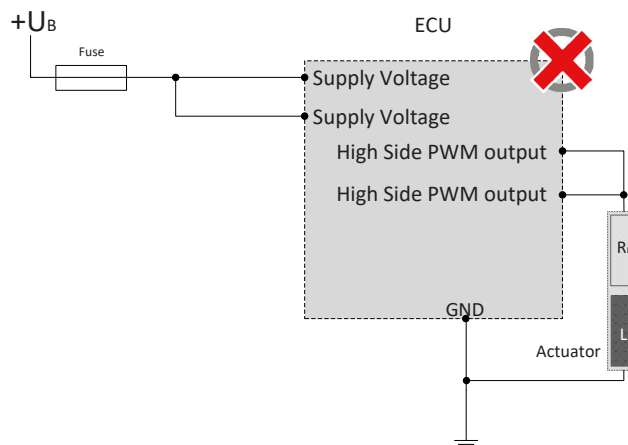 +UB
ECU
Fuse
Supply Voltage
Supply Voltage
High Side PWM output
High Side PWM output
R
GND
L
Actuator